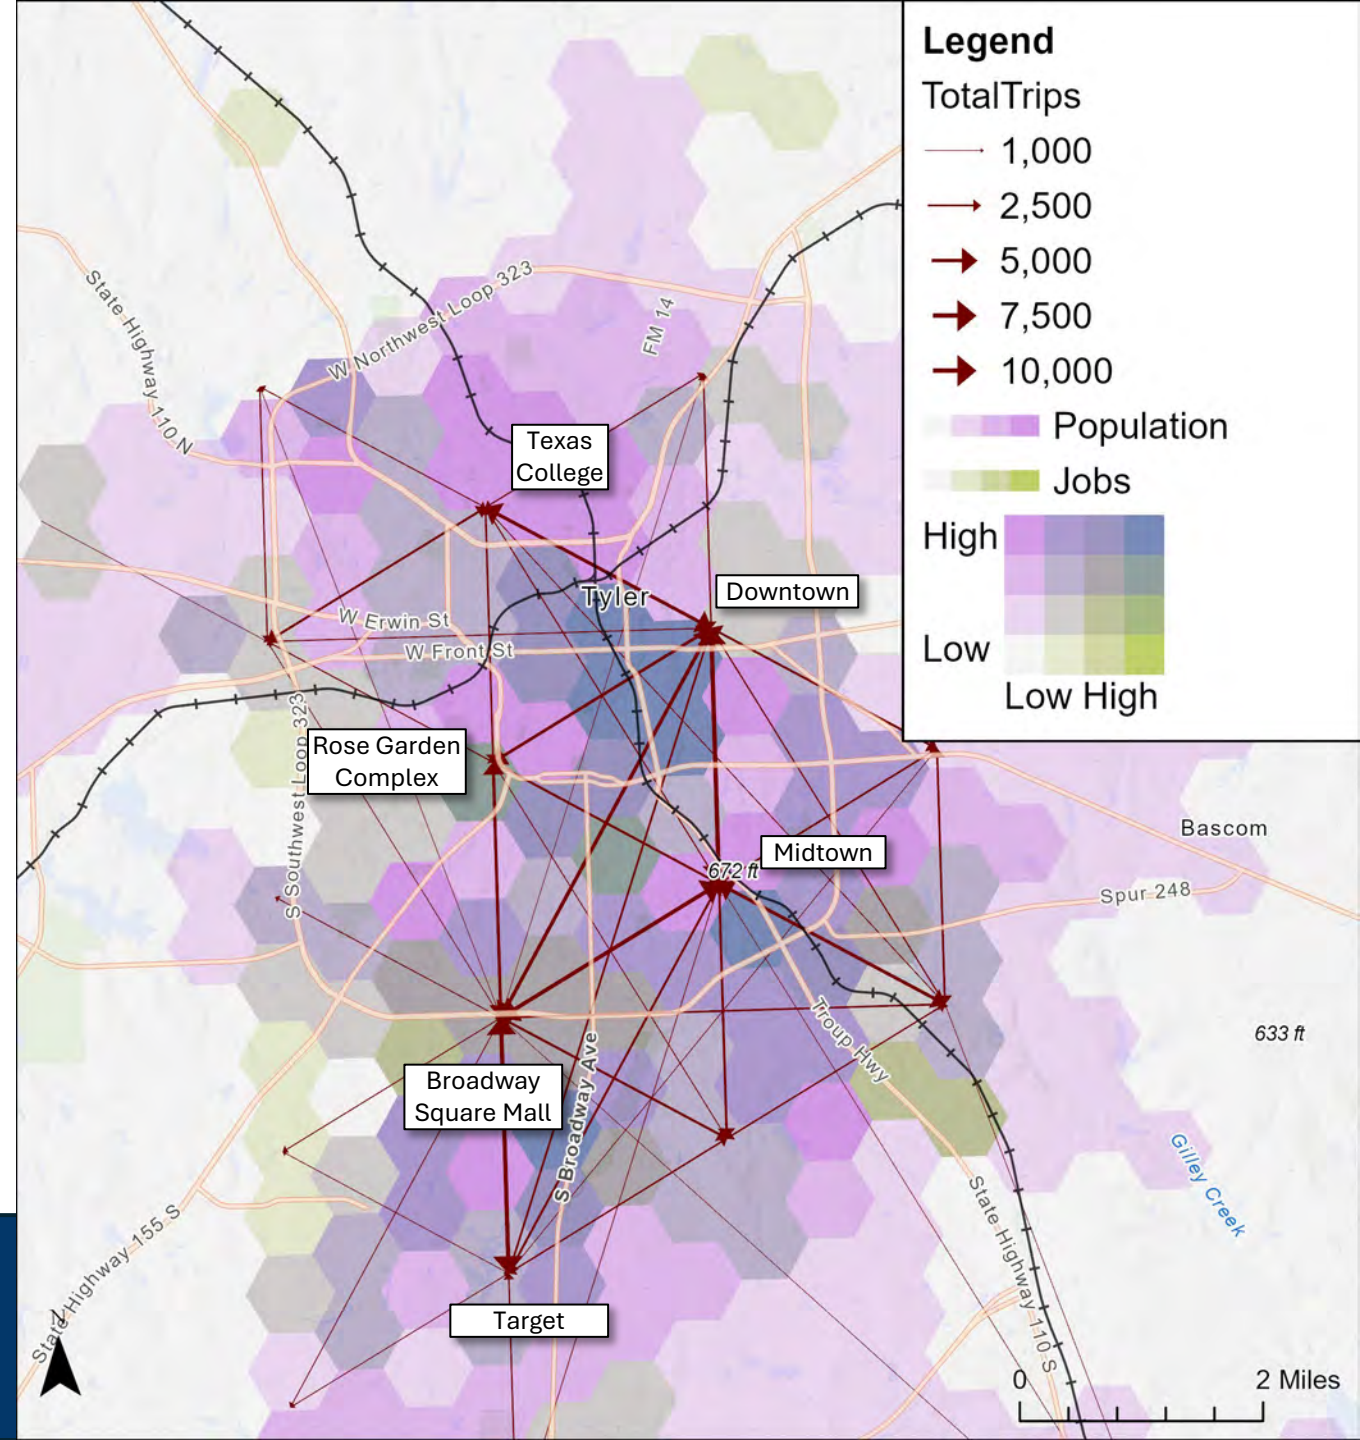 Legend
TotalTrips
1,000
2,500
5,000
7,500
10,000
Population
Jobs
High
Low
Low High
State Highway 110 N
W Northwest Loop 323
FM 14
Texas
College
Tyler
Downtown
W Erwin St
W Front St
S Southwest Loop 323
Rose Garden
Complex
Midtown
672 ft
Bascom
Spur 248
633 ft
Troup Hwy
Broadway
Square Mall
S Broadway Ave
Gilley Creek
State Highway 155 S
State Highway 110 S
Target
N
0
2 Miles